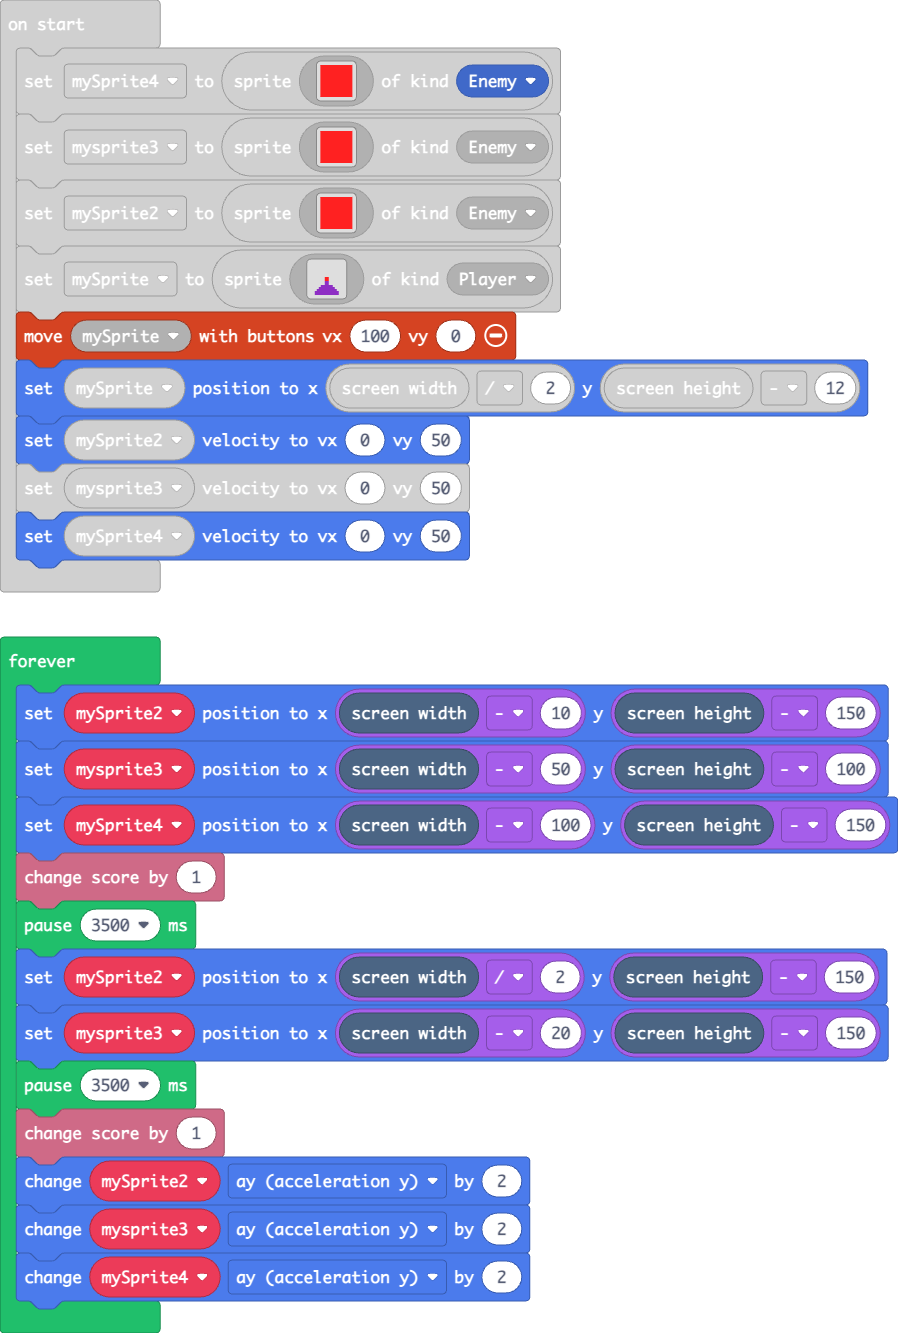 on start
set mySprite4 to sprite of kind Enemy
set mysprite3 to sprite of kind Enemy
set mySprite2 to sprite of kind Enemy
set mySprite to sprite of kind Player
move mySprite with buttons vx 100 vy 0
set mySprite position to x screen width / 2 y screen height - 12
set mySprite2 velocity to vx 0 vy 50
set mysprite3 velocity to vx 0 vy 50
set mySprite4 velocity to vx 0 vy 50
forever
set mySprite2 position to x screen width - 10 y screen height - 150
set mysprite3 position to x screen width - 50 y screen height - 100
set mySprite4 position to x screen width - 100 y screen height - 150
change score by 1
pause 3500 ms
set mySprite2 position to x screen width / 2 y screen height - 150
set mysprite3 position to x screen width - 20 y screen height - 150
pause 3500 ms
change score by 1
change mySprite2 ay (acceleration y) by 2
change mysprite3 ay (acceleration y) by 2
change mySprite4 ay (acceleration y) by 2